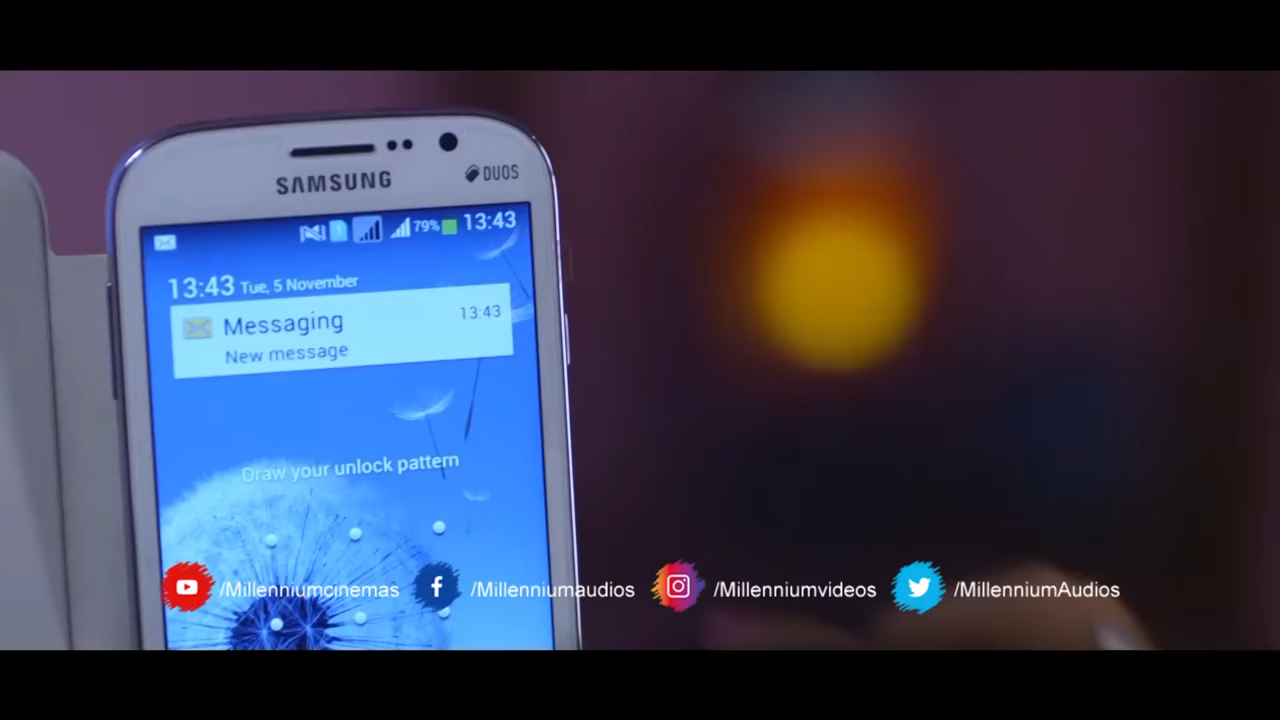 SAMSUNG
DUOS
79% 13:43
13:43 Tue, 5 November
Messaging 13:43
New message
Draw your unlock pattern
/Millenniumcinemas /Millenniumaudios /Millenniumvideos /MillenniumAudios